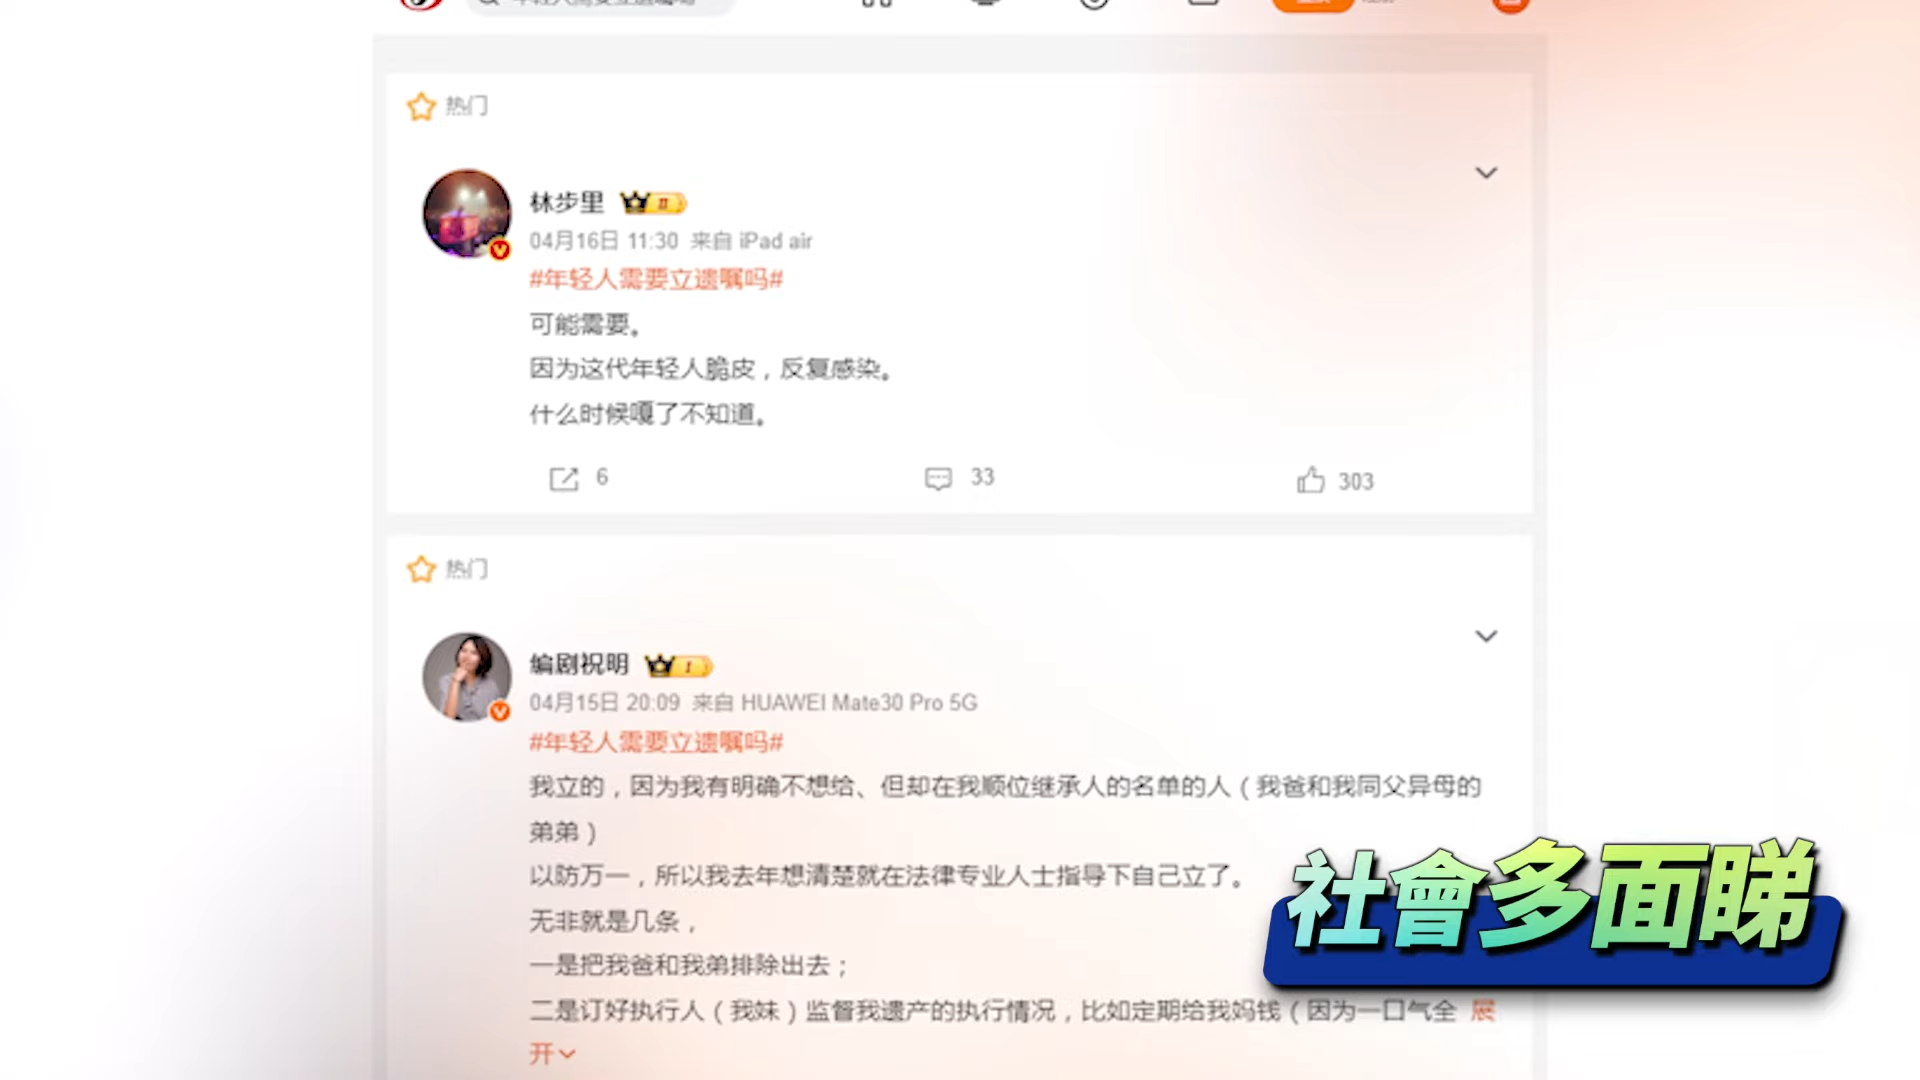 热门
林步里
II
04月16日 11:30 来自 iPad air
#年轻人需要立遗嘱吗#
可能需要。
因为这代年轻人脆皮，反复感染。
什么时候嘎了不知道。
6
33
303
热门
编剧祝明
I
04月15日 20:09 来自 HUAWEI Mate30 Pro 5G
#年轻人需要立遗嘱吗#
我立的，因为我有明确不想给、但却在我顺位继承人的名单的人（我爸和我同父异母的
弟弟）
以防万一，所以我去年想清楚就在法律专业人士指导下自己立了。
无非就是几条，
一是把我爸和我弟排除出去；
二是订好执行人（我妹）监督我遗产的执行情况，比如定期给我妈钱（因为一口气全 展
开
社會多面睇